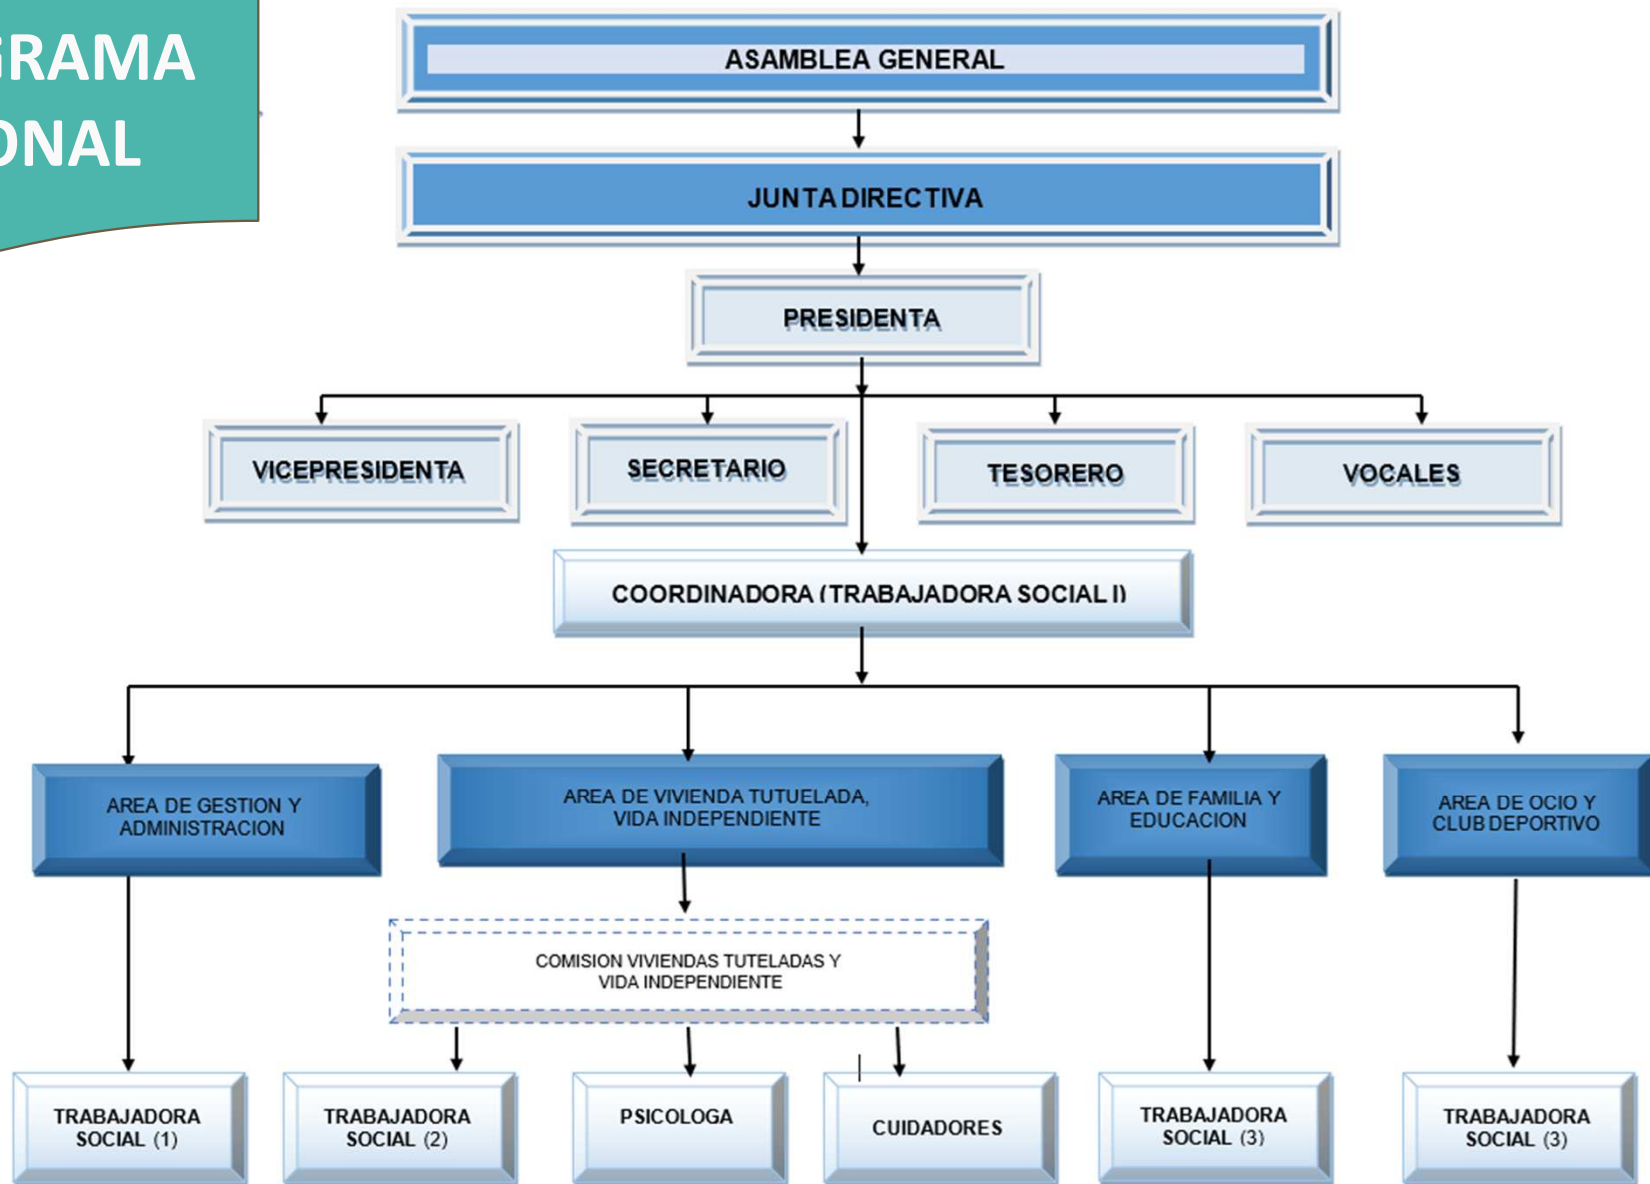 GRAMA
ONAL
ASAMBLEA GENERAL
JUNTA DIRECTIVA
PRESIDENTA
VICEPRESIDENTA
SECRETARIO
TESORERO
VOCALES
COORDINADORA (TRABAJADORA SOCIAL I)
AREA DE GESTION Y
ADMINISTRACION
AREA DE VIVIENDA TUTUELADA,
VIDA INDEPENDIENTE
AREA DE FAMILIA Y
EDUCACION
AREA DE OCIO Y
CLUB DEPORTIVO
COMISION VIVIENDAS TUTELADAS Y
VIDA INDEPENDIENTE
TRABAJADORA
SOCIAL (1)
TRABAJADORA
SOCIAL (2)
PSICOLOGA
CUIDADORES
TRABAJADORA
SOCIAL (3)
TRABAJADORA
SOCIAL (3)